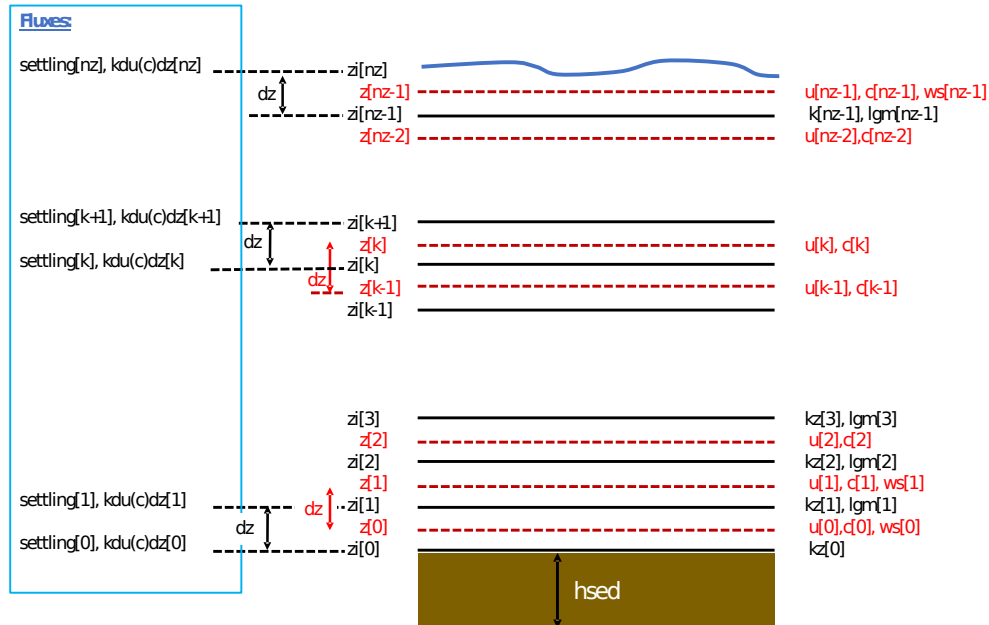 Fluxes:
settling[nz], kdu(c)dz[nz]
zi[nz]
dz
z[nz-1]
u[nz-1], c[nz-1], ws[nz-1]
zi[nz-1]
k[nz-1], lgm[nz-1]
z[nz-2]
u[nz-2],c[nz-2]
settling[k+1], kdu(c)dz[k+1]
zi[k+1]
dz
z[k]
u[k], c[k]
settling[k], kdu(c)dz[k]
zi[k]
dz
z[k-1]
u[k-1], c[k-1]
zi[k-1]
zi[3]
kz[3], lgm[3]
z[2]
u[2],c[2]
zi[2]
kz[2], lgm[2]
z[1]
u[1], c[1], ws[1]
settling[1], kdu(c)dz[1]
dz
zi[1]
kz[1], lgm[1]
dz
z[0]
u[0],c[0], ws[0]
settling[0], kdu(c)dz[0]
zi[0]
kz[0]
hsed